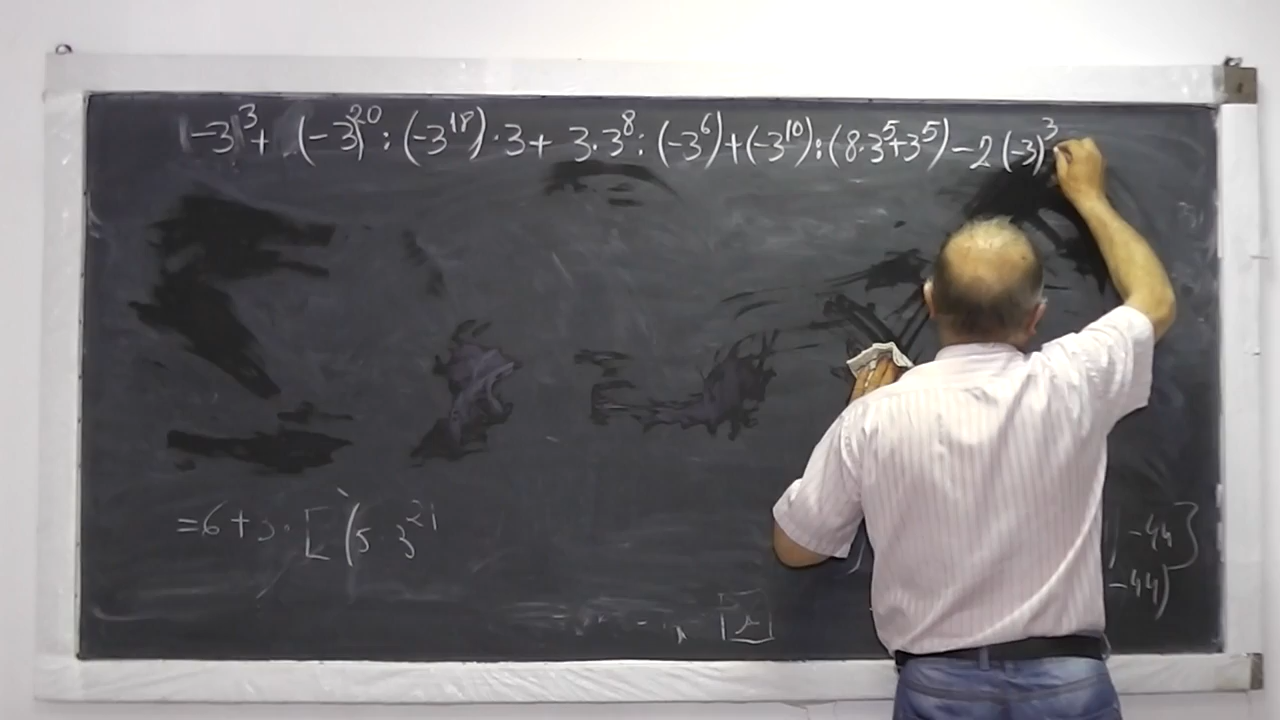 |-3|³ + (-3)²⁰ : (-3¹⁸) · 3 + 3 · 3⁸ : (-3⁶) + (-3¹⁰) : (8 · 3⁵ + 3⁵) - 2 (-3)³
= 6 + 3 · [ (5 3²¹
-44 }
-44)